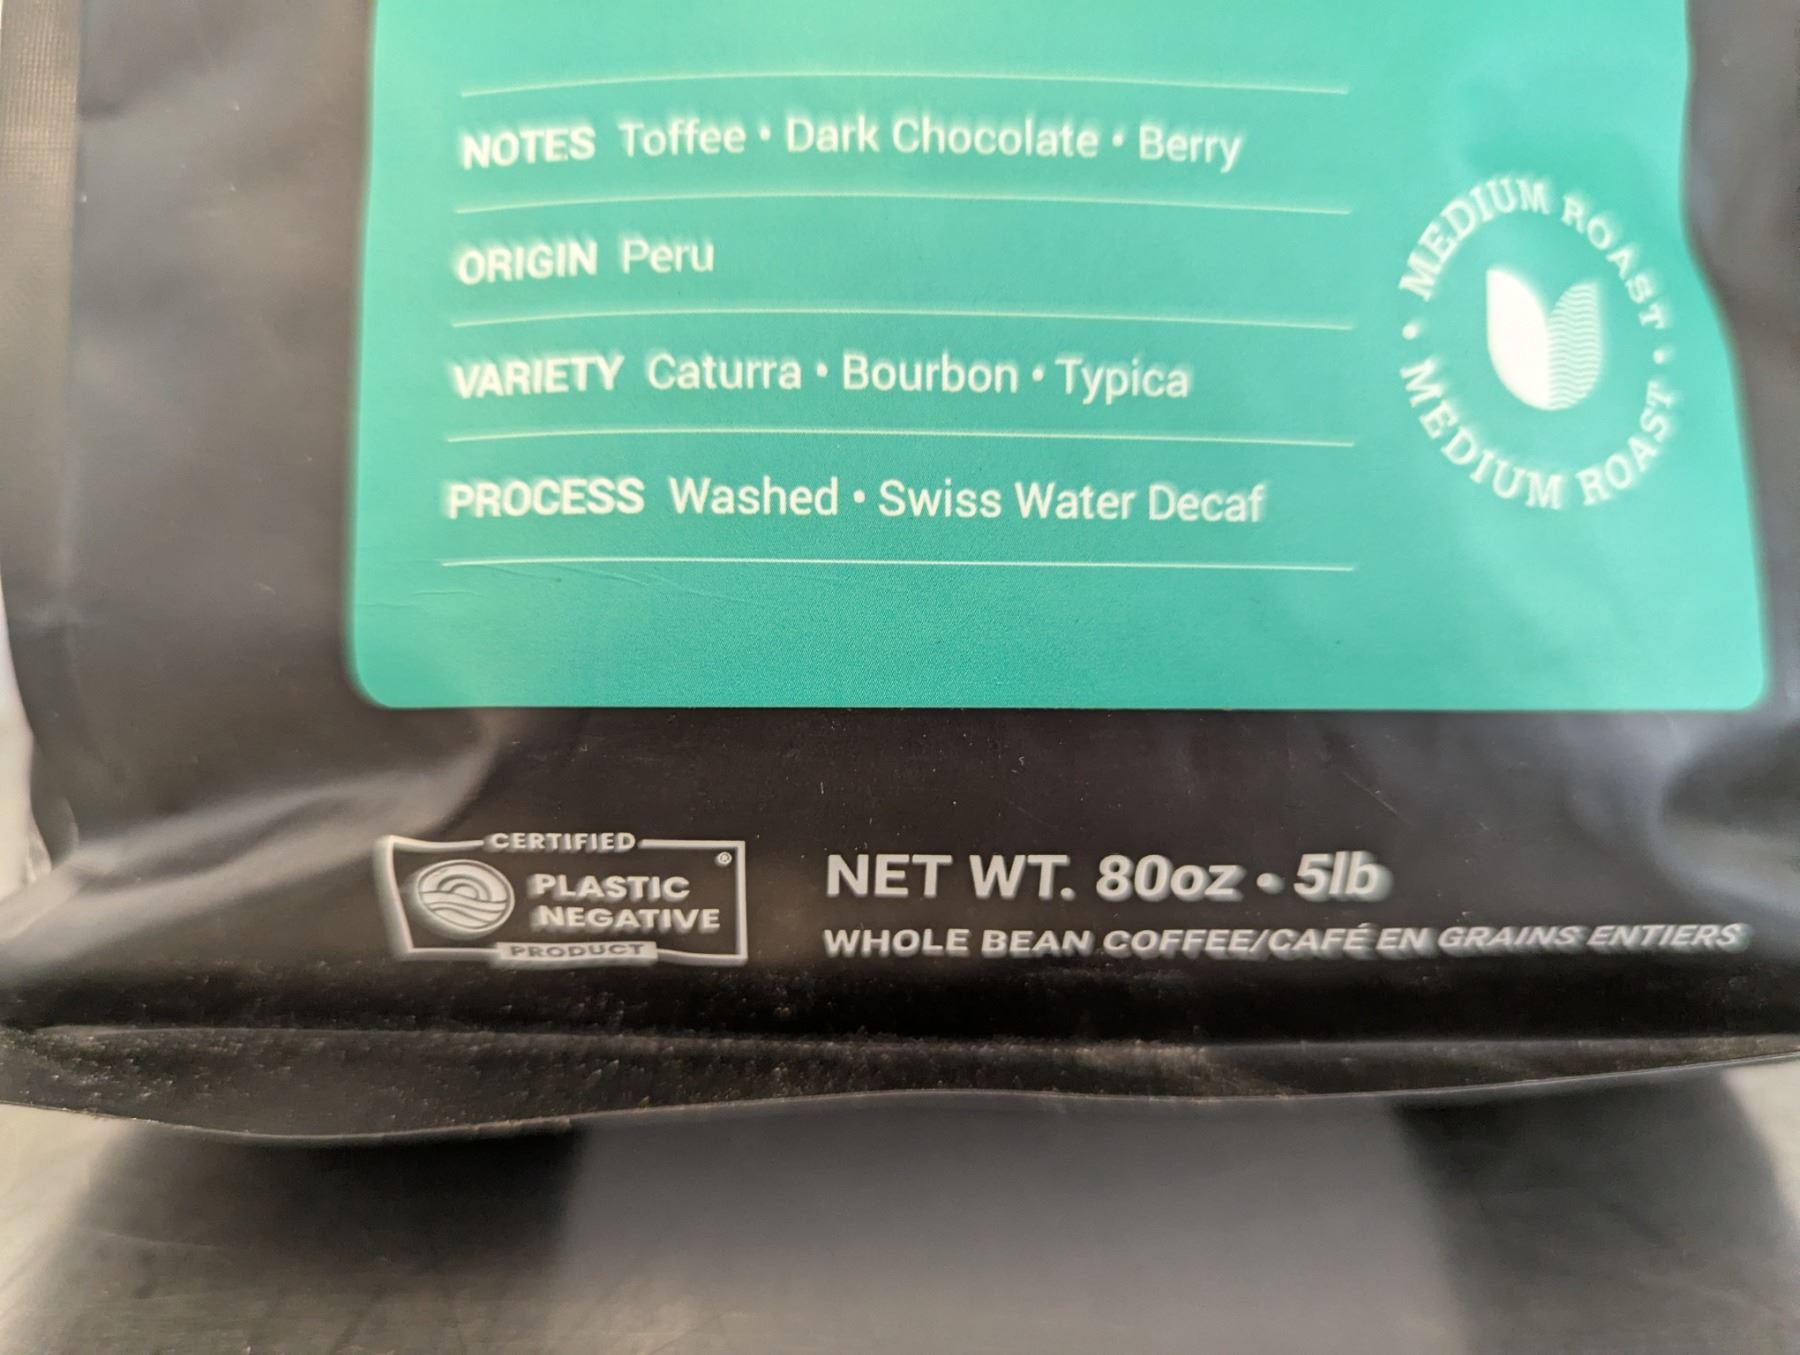 NOTES Toffee • Dark Chocolate • Berry
ORIGIN Peru
VARIETY Caturra • Bourbon • Typica
PROCESS Washed • Swiss Water Decaf
• MEDIUM ROAST • MEDIUM ROAST
CERTIFIED
PLASTIC
NEGATIVE
PRODUCT
®
NET WT. 80oz • 5lb
WHOLE BEAN COFFEE/CAFÉ EN GRAINS ENTIERS